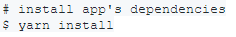 # install app's dependencies
$ yarn install